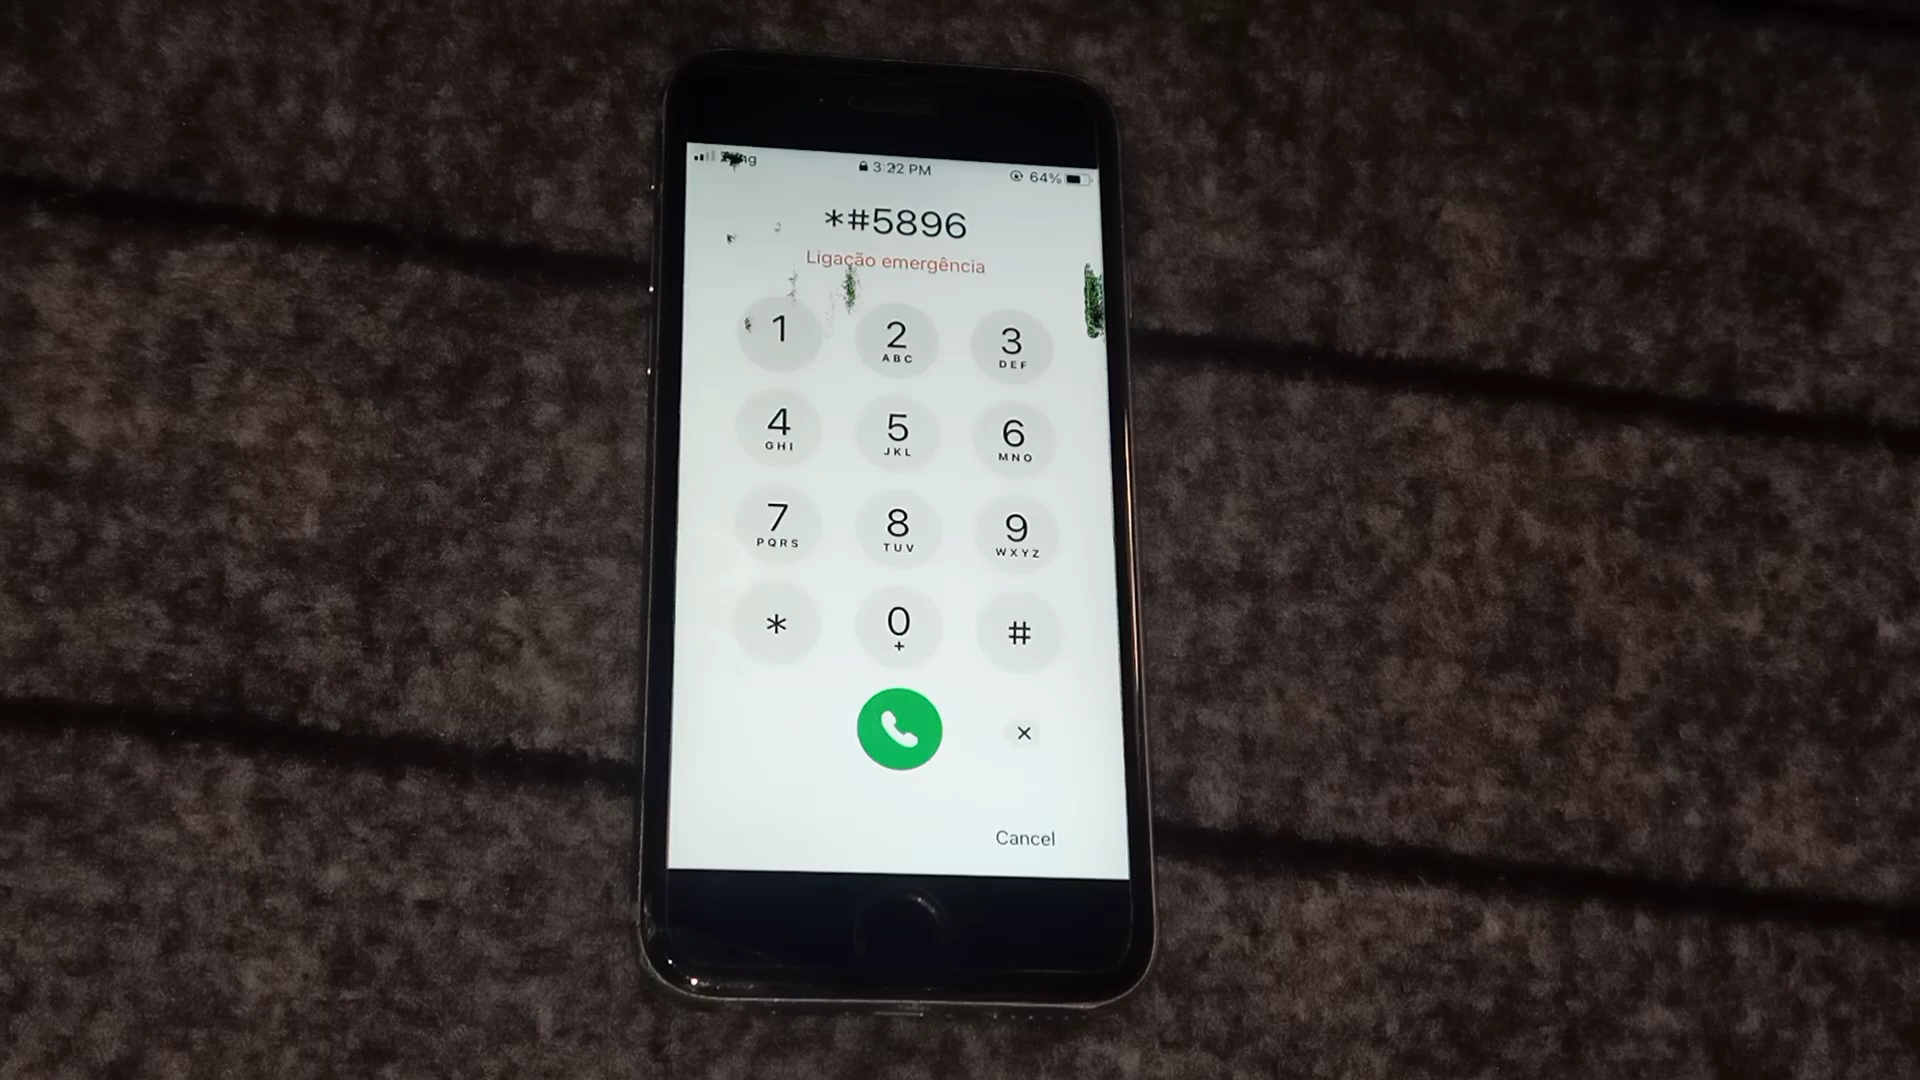 3:22 PM
64%
*#5896
Ligação emergência
1
2
ABC
3
DEF
4
GHI
5
JKL
6
MNO
7
PQRS
8
TUV
9
WXYZ
*
0
+
#
Cancel